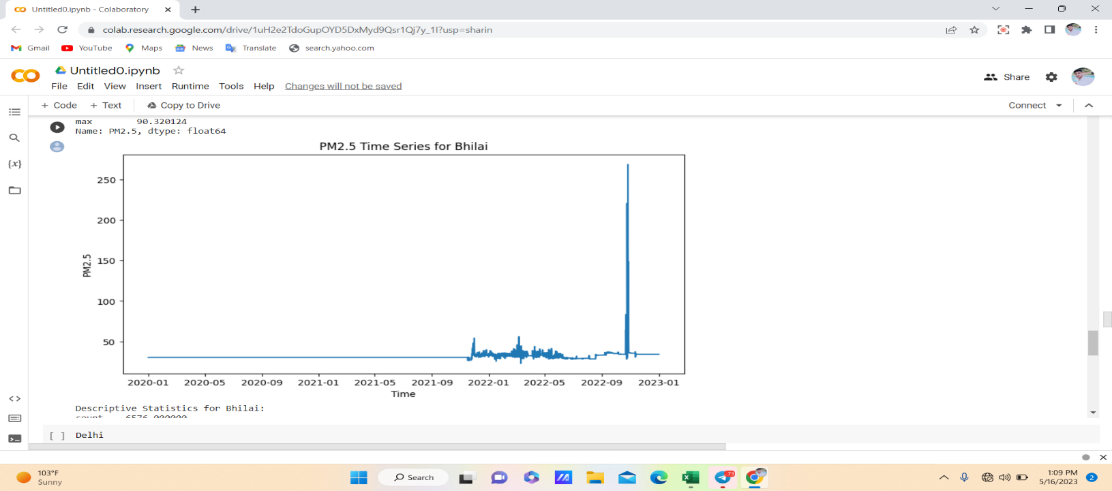 Untitled0.ipynb - Colaboratory
colab.research.google.com/drive/1uH2e2TdoGupOYD5DxMyd9Qsr1Qj7y_1I?usp=sharin
Gmail YouTube Maps News Translate search.yahoo.com
Untitled0.ipynb
File Edit View Insert Runtime Tools Help Changes will not be saved
Share
+ Code + Text Copy to Drive
Connect
max 90.320124
Name: PM2.5, dtype: float64
PM2.5 Time Series for Bhilai
250
200
150
100
50
PM2.5
2020-01 2020-05 2020-09 2021-01 2021-05 2021-09 2022-01 2022-05 2022-09 2023-01
Time
Descriptive Statistics for Bhilai:
count 6576.000000
[ ] Delhi
103°F
Sunny
Search
1:09 PM
5/16/2023
2